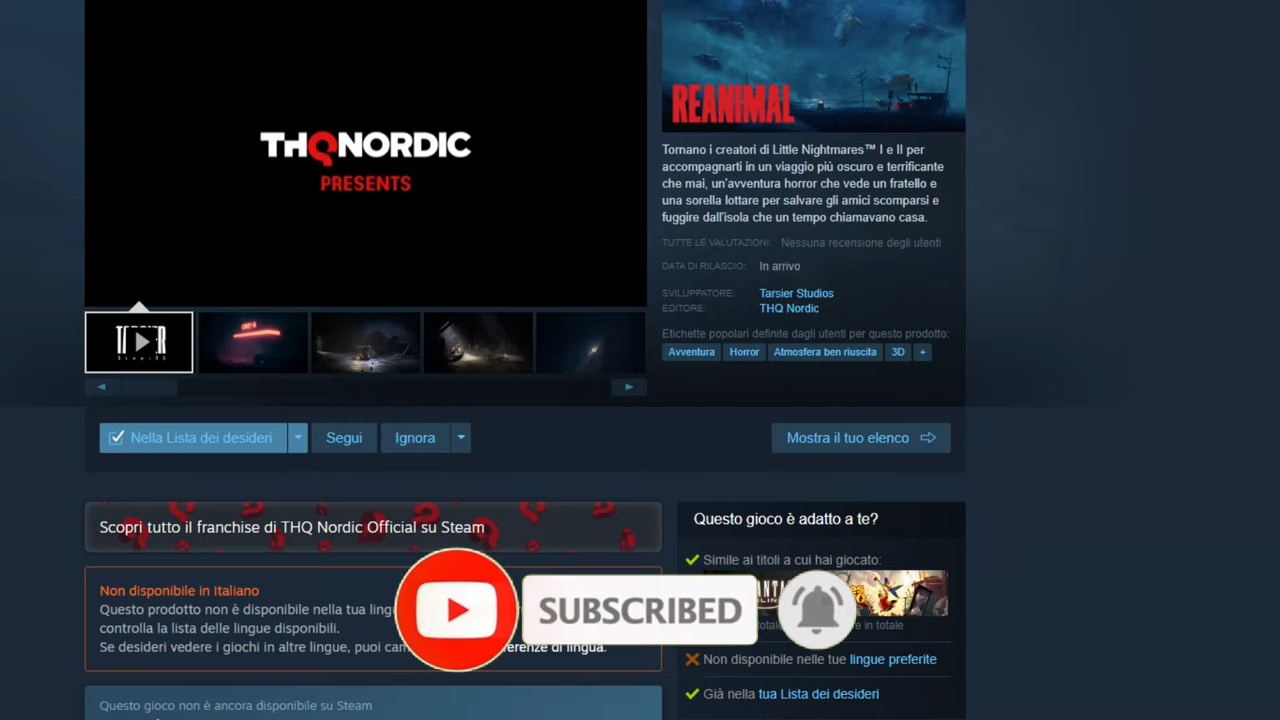 THQNORDIC
PRESENTS
REANIMAL
Tornano i creatori di Little Nightmares™ I e II per
accompagnarti in un viaggio più oscuro e terrificante
che mai, un'avventura horror che vede un fratello e
una sorella lottare per salvare gli amici scomparsi e
fuggire dall'isola che un tempo chiamavano casa.
TUTTE LE VALUTAZIONI: Nessuna recensione degli utenti
DATA DI RILASCIO: In arrivo
SVILUPPATORE: Tarsier Studios
EDITORE: THQ Nordic
Etichette popolari definite dagli utenti per questo prodotto:
Avventura Horror Atmosfera ben riuscita 3D +
Nella Lista dei desideri
Segui
Ignora
Mostra il tuo elenco
Scopri tutto il franchise di THQ Nordic Official su Steam
Non disponibile in Italiano
Questo prodotto non è disponibile nella tua
controlla la lista delle lingue disponibili.
Se desideri vedere i giochi in altre lingue, puoi di lingua.
Questo gioco non è ancora disponibile su Steam
SUBSCRIBED
Questo gioco è adatto a te?
Simile ai titoli a cui hai giocato:
in totale
Non disponibile nelle tue lingue preferite
Già nella tua Lista dei desideri